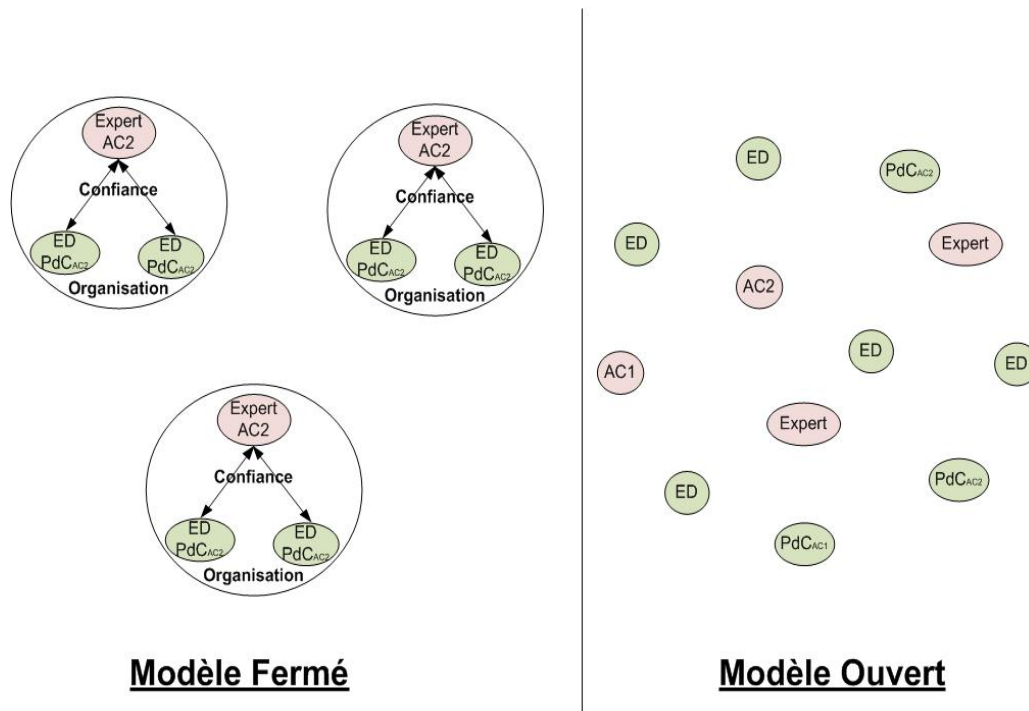 Expert
AC2
Confiance
ED
PdCAC2
ED
PdCAC2
Organisation
Expert
AC2
Confiance
ED
PdCAC2
ED
PdCAC2
Organisation
Expert
AC2
Confiance
ED
PdCAC2
ED
PdCAC2
Organisation
Modèle Fermé
ED
PdCAC2
ED
Expert
AC2
ED
ED
AC1
Expert
PdCAC2
ED
PdCAC1
Modèle Ouvert